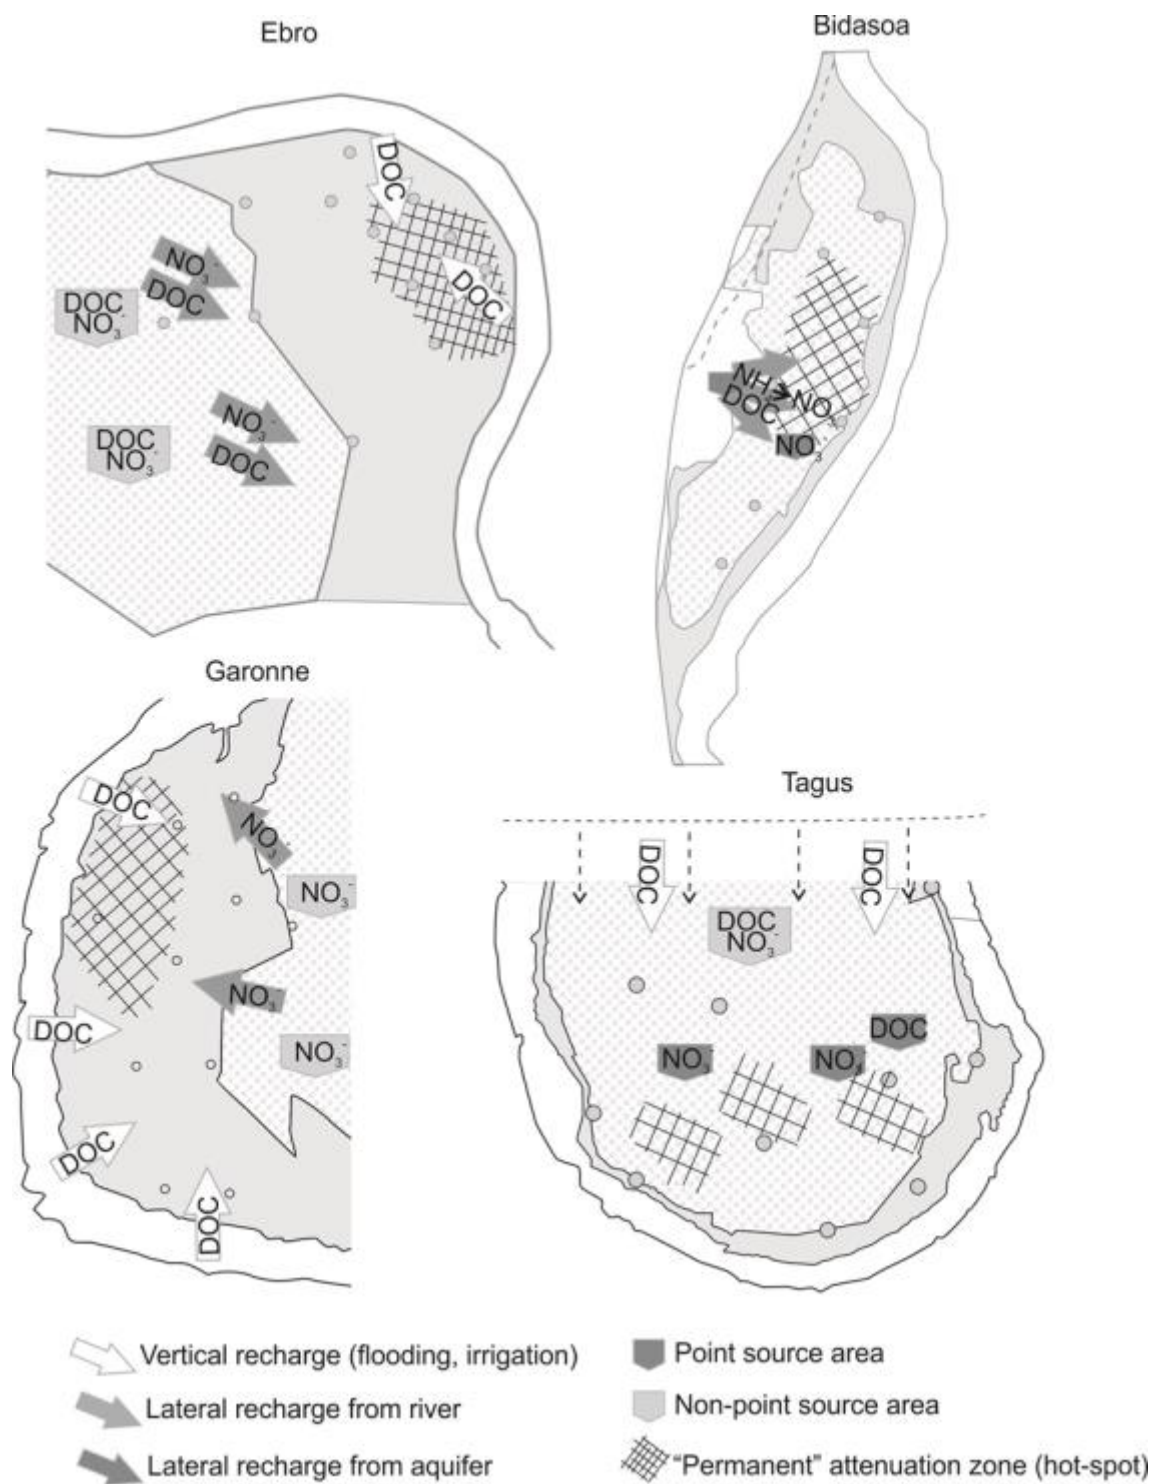 Ebro
DOC
DOC
NO₃⁻
DOC
DOC
NO₃⁻
NO₃⁻
DOC
DOC
NO₃⁻
Bidasoa
NH
NO
DOC
NO₃⁻
Garonne
DOC
NO₃⁻
NO₃⁻
NO₃⁻
DOC
NO₃⁻
DOC
DOC
Tagus
DOC
DOC
DOC
NO₃⁻
DOC
NO₃⁻
NO₃⁻
Vertical recharge (flooding, irrigation)
Lateral recharge from river
Lateral recharge from aquifer
Point source area
Non-point source area
"Permanent" attenuation zone (hot-spot)